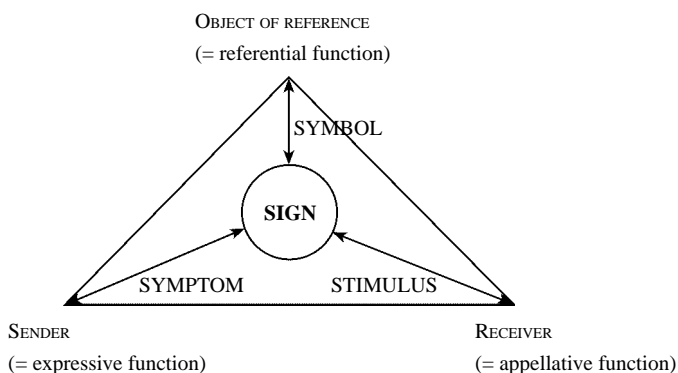 OBJECT OF REFERENCE
(= referential function)
SYMBOL
SIGN
SYMPTOM
STIMULUS
SENDER
(= expressive function)
RECEIVER
(= appellative function)